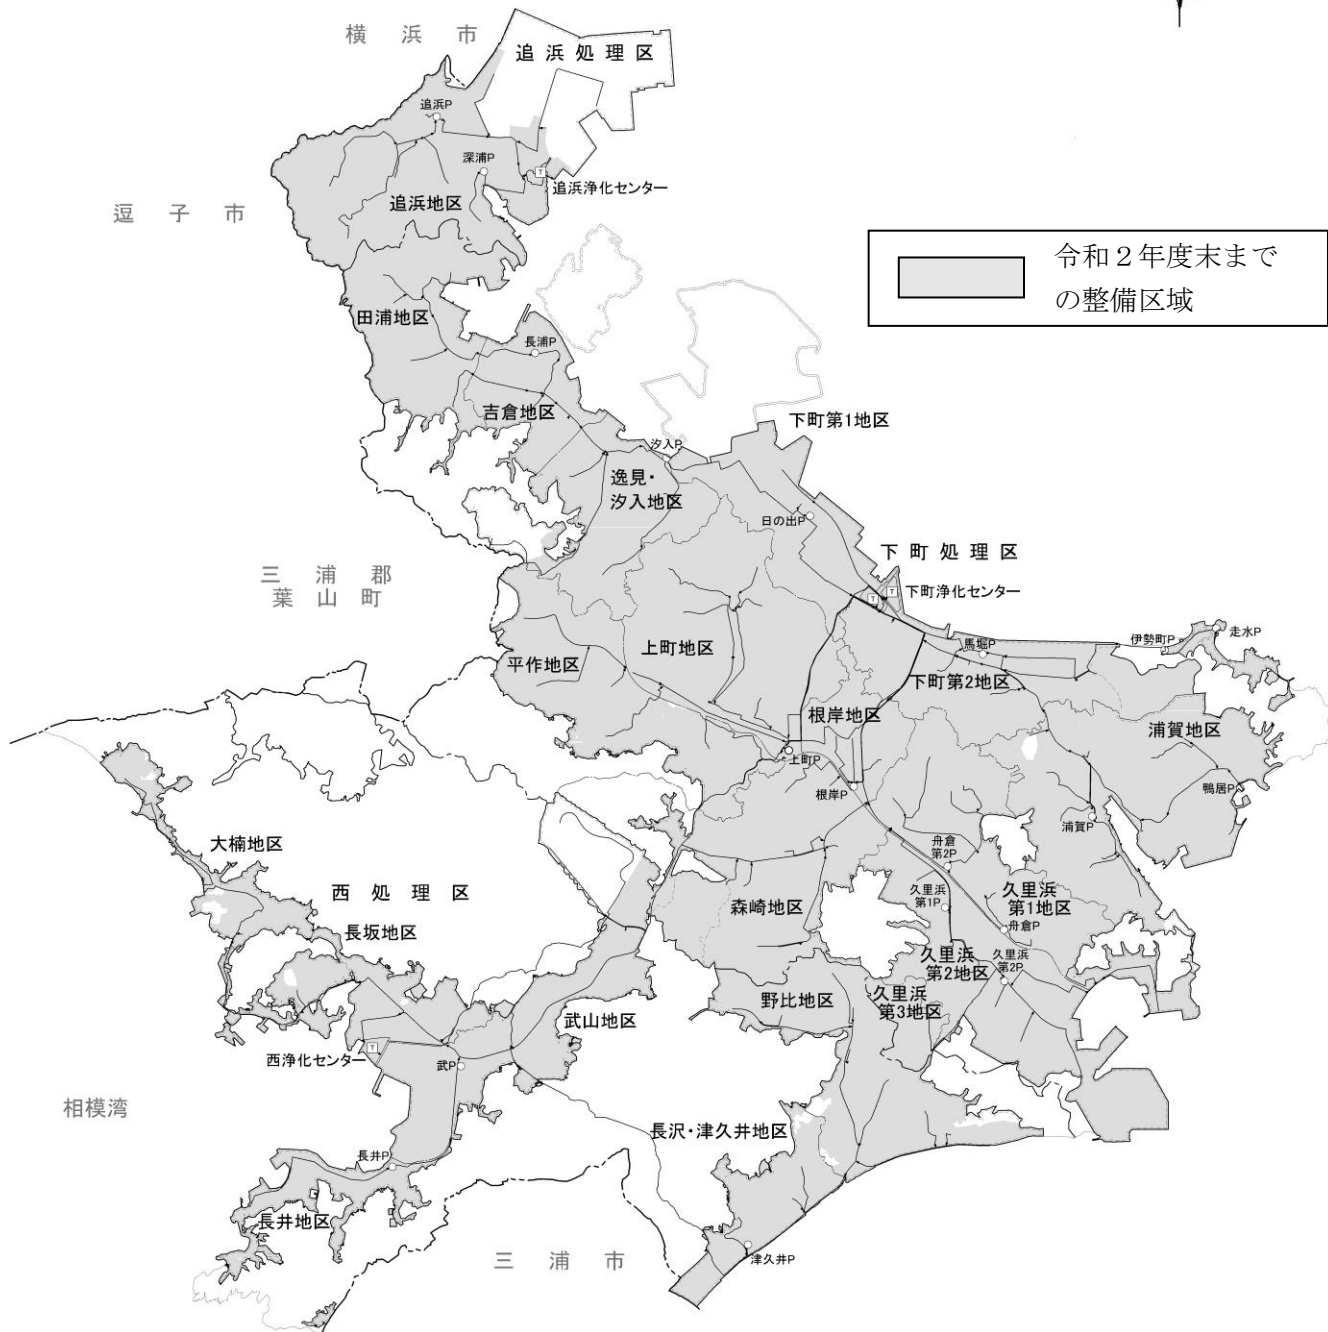 横浜市
追浜処理区
追浜P
深浦P
追浜浄化センター
追浜地区
逗子市
令和２年度末まで
の整備区域
田浦地区
長浦P
吉倉地区
下町第1地区
汐入P
逸見・
汐入地区
日の出P
下町処理区
下町浄化センター
三浦郡
葉山町
伊勢町P
走水P
馬堀P
上町地区
平作地区
下町第2地区
根岸地区
浦賀地区
上町P
根岸P
鴨居P
浦賀P
大楠地区
舟倉
第2P
西処理区
久里浜
第1P
久里浜
第1地区
森崎地区
舟倉P
長坂地区
久里浜
第2地区
久里浜
第2P
野比地区
久里浜
第3地区
武山地区
西浄化センター
T
T
T
T
武P
相模湾
長沢・津久井地区
長井P
長井地区
三浦市
津久井P